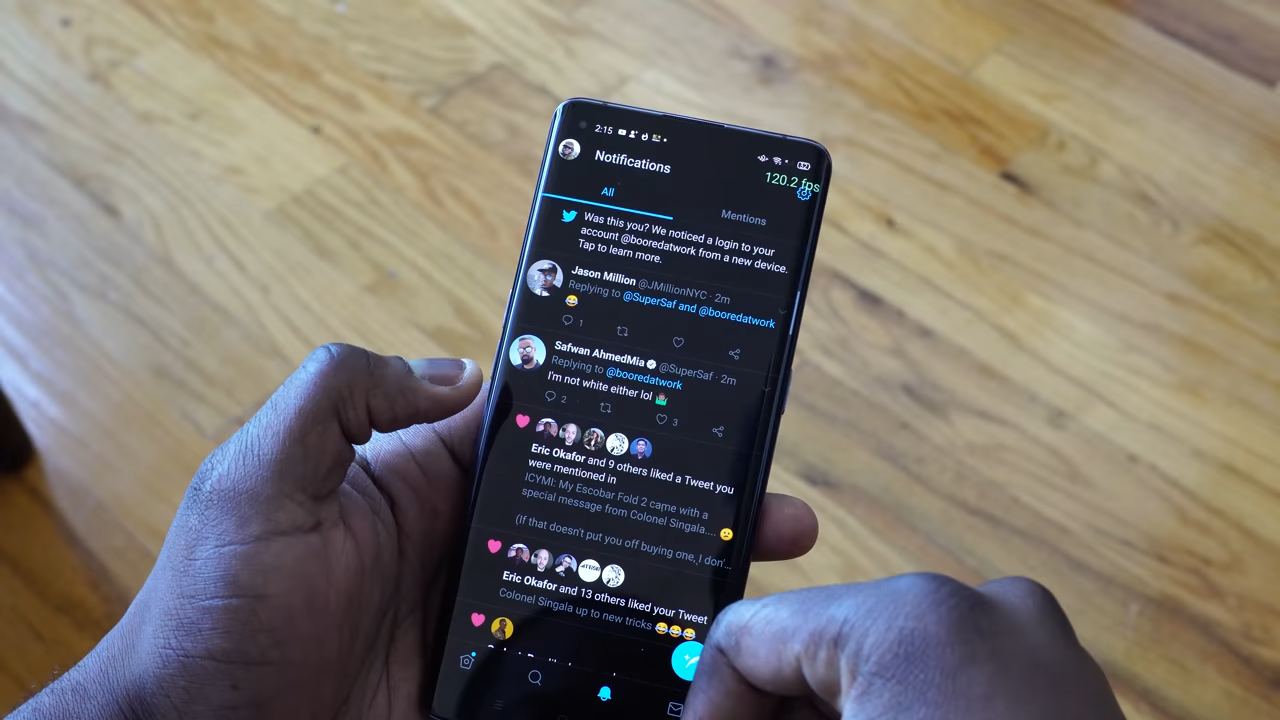 2:15
52
Notifications
120.2 fps
All
Mentions
Was this you? We noticed a login to your
account @booredatwork from a new device.
Tap to learn more.
Jason Million @JMillionNYC · 2m
Replying to @SuperSaf and @booredatwork
😂
1
Safwan AhmedMia @SuperSaf · 2m
Replying to @booredatwork
I'm not white either lol 🤷🏾‍♂️
2
3
Eric Okafor and 9 others liked a Tweet you
were mentioned in
ICYMI: My Escobar Fold 2 came with a
special message from Colonel Singala.... 🙁
(If that doesn't put you off buying one, I don'...
Eric Okafor and 13 others liked your Tweet
Colonel Singala up to new tricks 😂😂😂